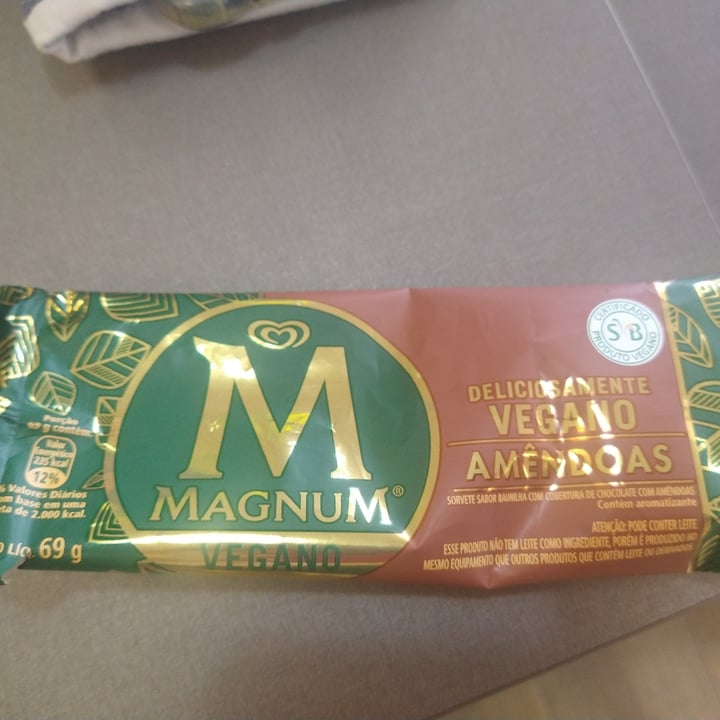 Porção
contém:
Valor
Energético
235 kcal
12%
% Valores Diários
com base em uma
2.000 kcal.
Líq. 69 g
M
MAGNUM®
VEGANO
CERTIFICADO
SVB
PRODUTO VEGANO
DELICIOSAMENTE
VEGANO
AMÊNDOAS
SORVETE SABOR BAUNILHA COM COBERTURA DE CHOCOLATE COM AMÊNDOAS
Contém aromatizante
ATENÇÃO: PODE CONTER LEITE
ESSE PRODUTO NÃO TEM LEITE COMO INGREDIENTE, PORÉM É PRODUZIDO NO
MESMO EQUIPAMENTO QUE OUTROS PRODUTOS QUE CONTÊM LEITE OU DERIVADOS